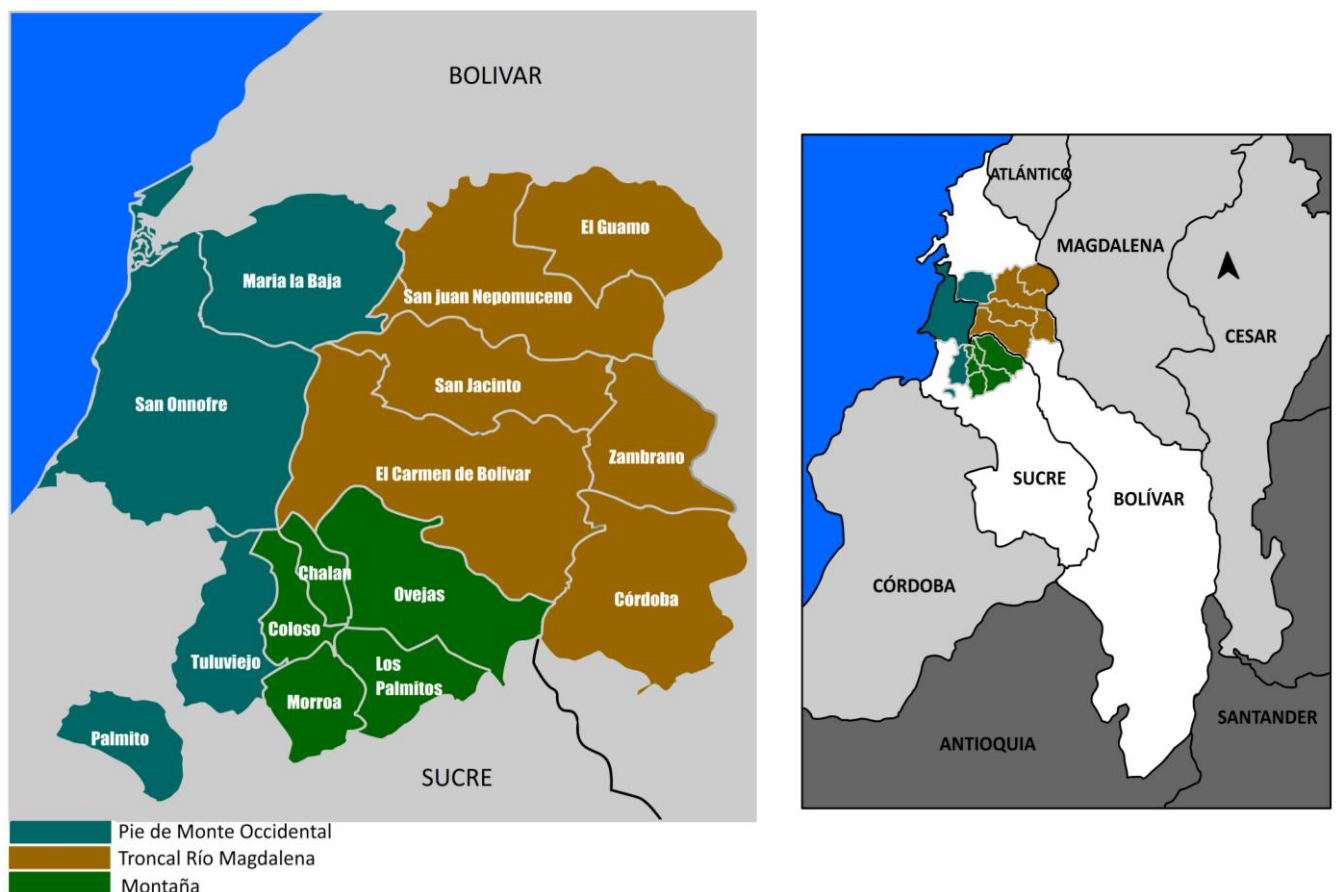 BOLIVAR
El Guamo
Maria la Baja
San juan Nepomuceno
San Jacinto
San Onnofre
Zambrano
El Carmen de Bolivar
Chalan
Ovejas
Córdoba
Coloso
Tuluviejo
Los
Palmitos
Morroa
Palmito
SUCRE
Pie de Monte Occidental
Troncal Río Magdalena
Montaña
ATLÁNTICO
MAGDALENA
CESAR
SUCRE
BOLÍVAR
CÓRDOBA
SANTANDER
ANTIOQUIA